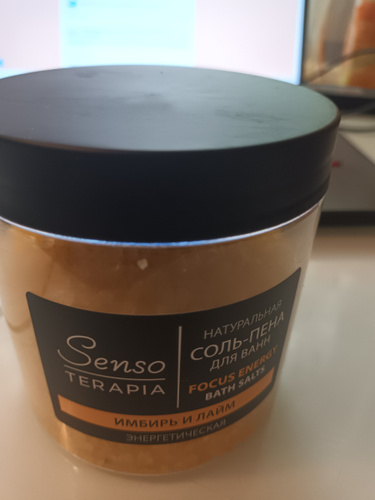 Senso
TERAPIA
НАТУРАЛЬНАЯ
СОЛЬ-ПЕНА
ДЛЯ ВАНН
FOCUS ENERGY
BATH SALTS
ИМБИРЬ И ЛАЙМ
ЭНЕРГЕТИЧЕСКАЯ